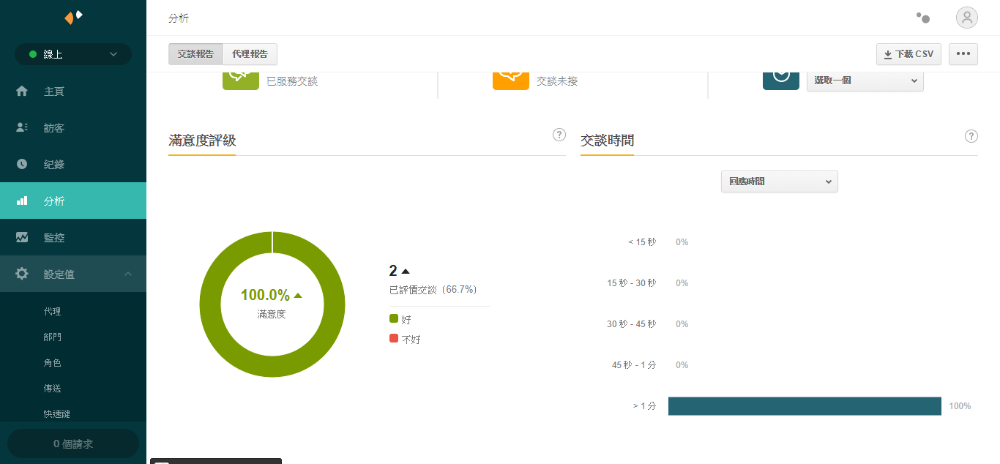 線上
主頁
訪客
紀錄
分析
監控
設定值
代理
部門
角色
傳送
快速鍵
0 個請求
分析
交談報告 代理報告
下載 CSV
已服務交談
交談未接
選取一個
滿意度評級
?
交談時間
?
100.0%
滿意度
2
已評價交談 (66.7%)
好
不好
回應時間
< 15 秒 0%
15 秒 - 30 秒 0%
30 秒 - 45 秒 0%
45 秒 - 1 分 0%
> 1 分 100%